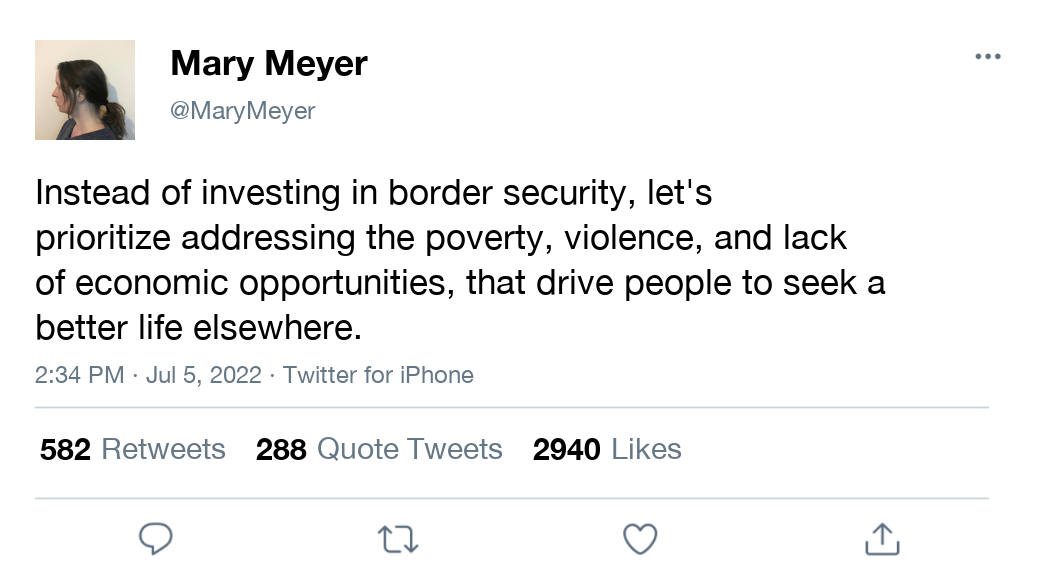 Mary Meyer
@MaryMeyer
Instead of investing in border security, let's
prioritize addressing the poverty, violence, and lack
of economic opportunities, that drive people to seek a
better life elsewhere.
2:34 PM · Jul 5, 2022 · Twitter for iPhone
582 Retweets 288 Quote Tweets 2940 Likes